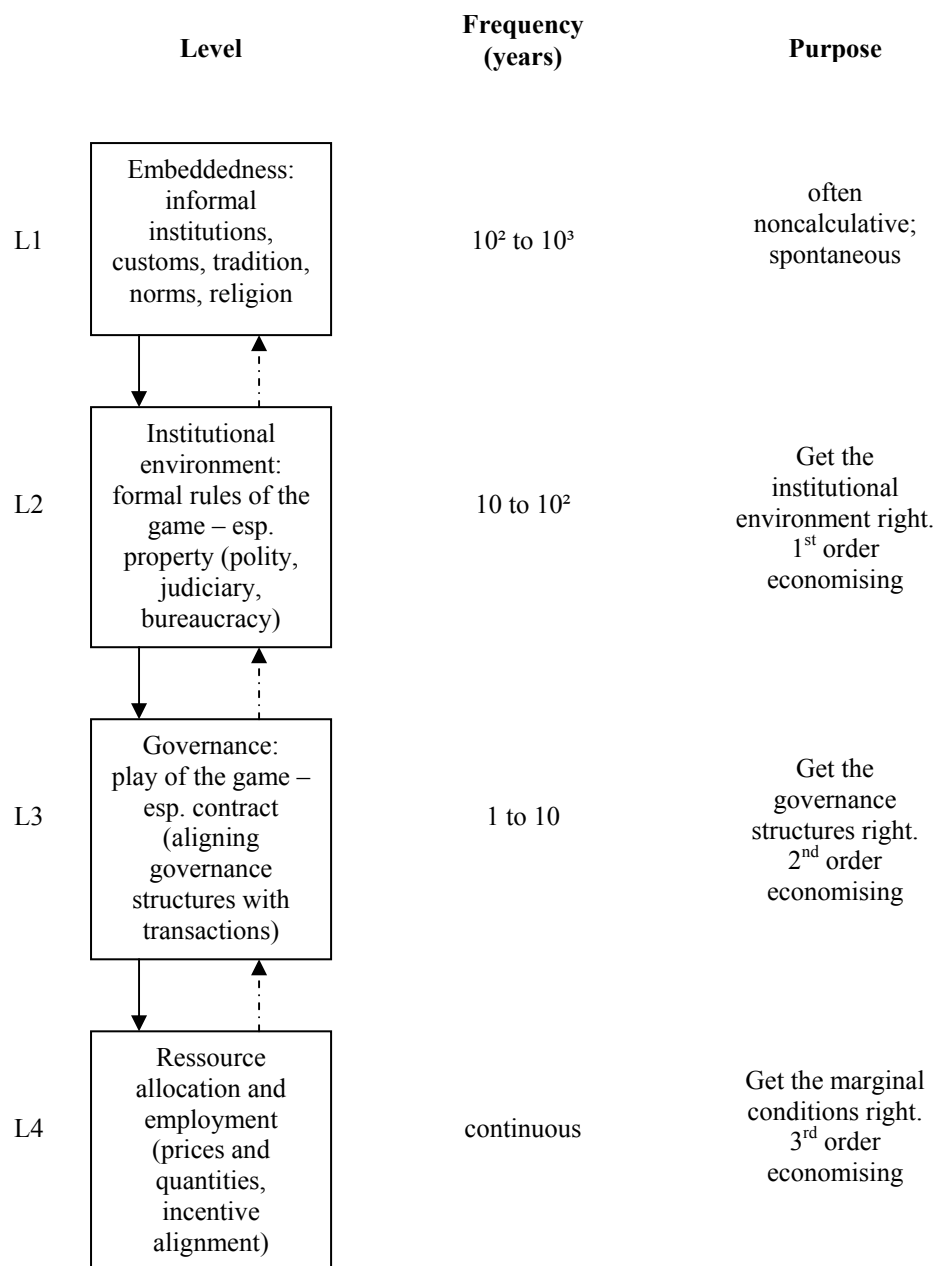 Level
Frequency
(years)
Purpose
L1
Embeddedness:
informal
institutions,
customs, tradition,
norms, religion
10² to 10³
often
noncalculative;
spontaneous
L2
Institutional
environment:
formal rules of the
game – esp.
property (polity,
judiciary,
bureaucracy)
10 to 10²
Get the
institutional
environment right.
1st order
economising
L3
Governance:
play of the game –
esp. contract
(aligning
governance
structures with
transactions)
1 to 10
Get the
governance
structures right.
2nd order
economising
L4
Ressource
allocation and
employment
(prices and
quantities,
incentive
alignment)
continuous
Get the marginal
conditions right.
3rd order
economising